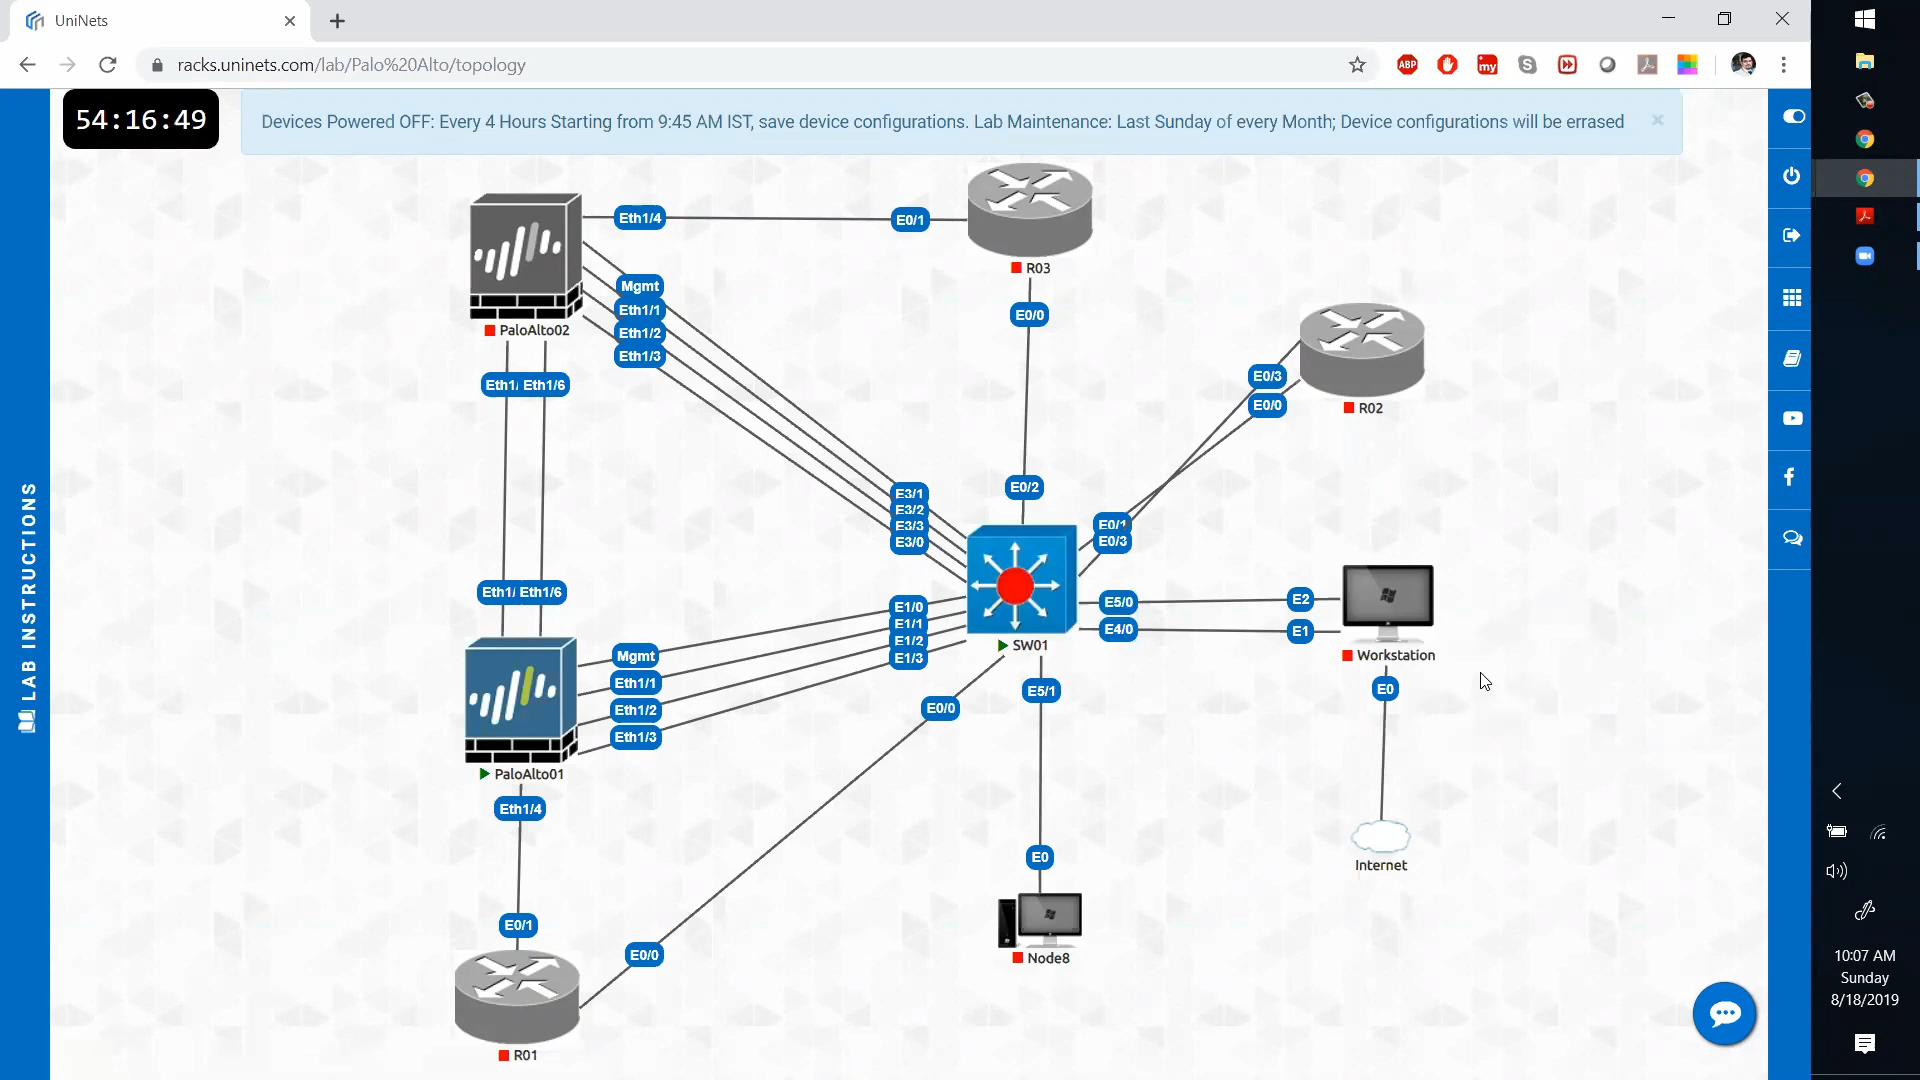 UniNets
racks.uninets.com/lab/Palo%20Alto/topology
ABP
my
54:16:49
Devices Powered OFF: Every 4 Hours Starting from 9:45 AM IST, save device configurations. Lab Maintenance: Last Sunday of every Month; Device configurations will be errased
LAB INSTRUCTIONS
Eth1/4
E0/1
R03
E0/0
Mgmt
Eth1/1
Eth1/2
Eth1/3
PaloAlto02
Eth1/
Eth1/6
E0/3
E0/0
R02
E0/2
E3/1
E3/2
E3/3
E3/0
E0/1
E0/3
Eth1/
Eth1/6
E1/0
E1/1
E1/2
E1/3
E5/0
E2
E4/0
E1
SW01
Workstation
Mgmt
Eth1/1
Eth1/2
Eth1/3
E5/1
E0
E0/0
PaloAlto01
Eth1/4
E0
Internet
E0/1
E0/0
Node8
R01
10:07 AM
Sunday
8/18/2019